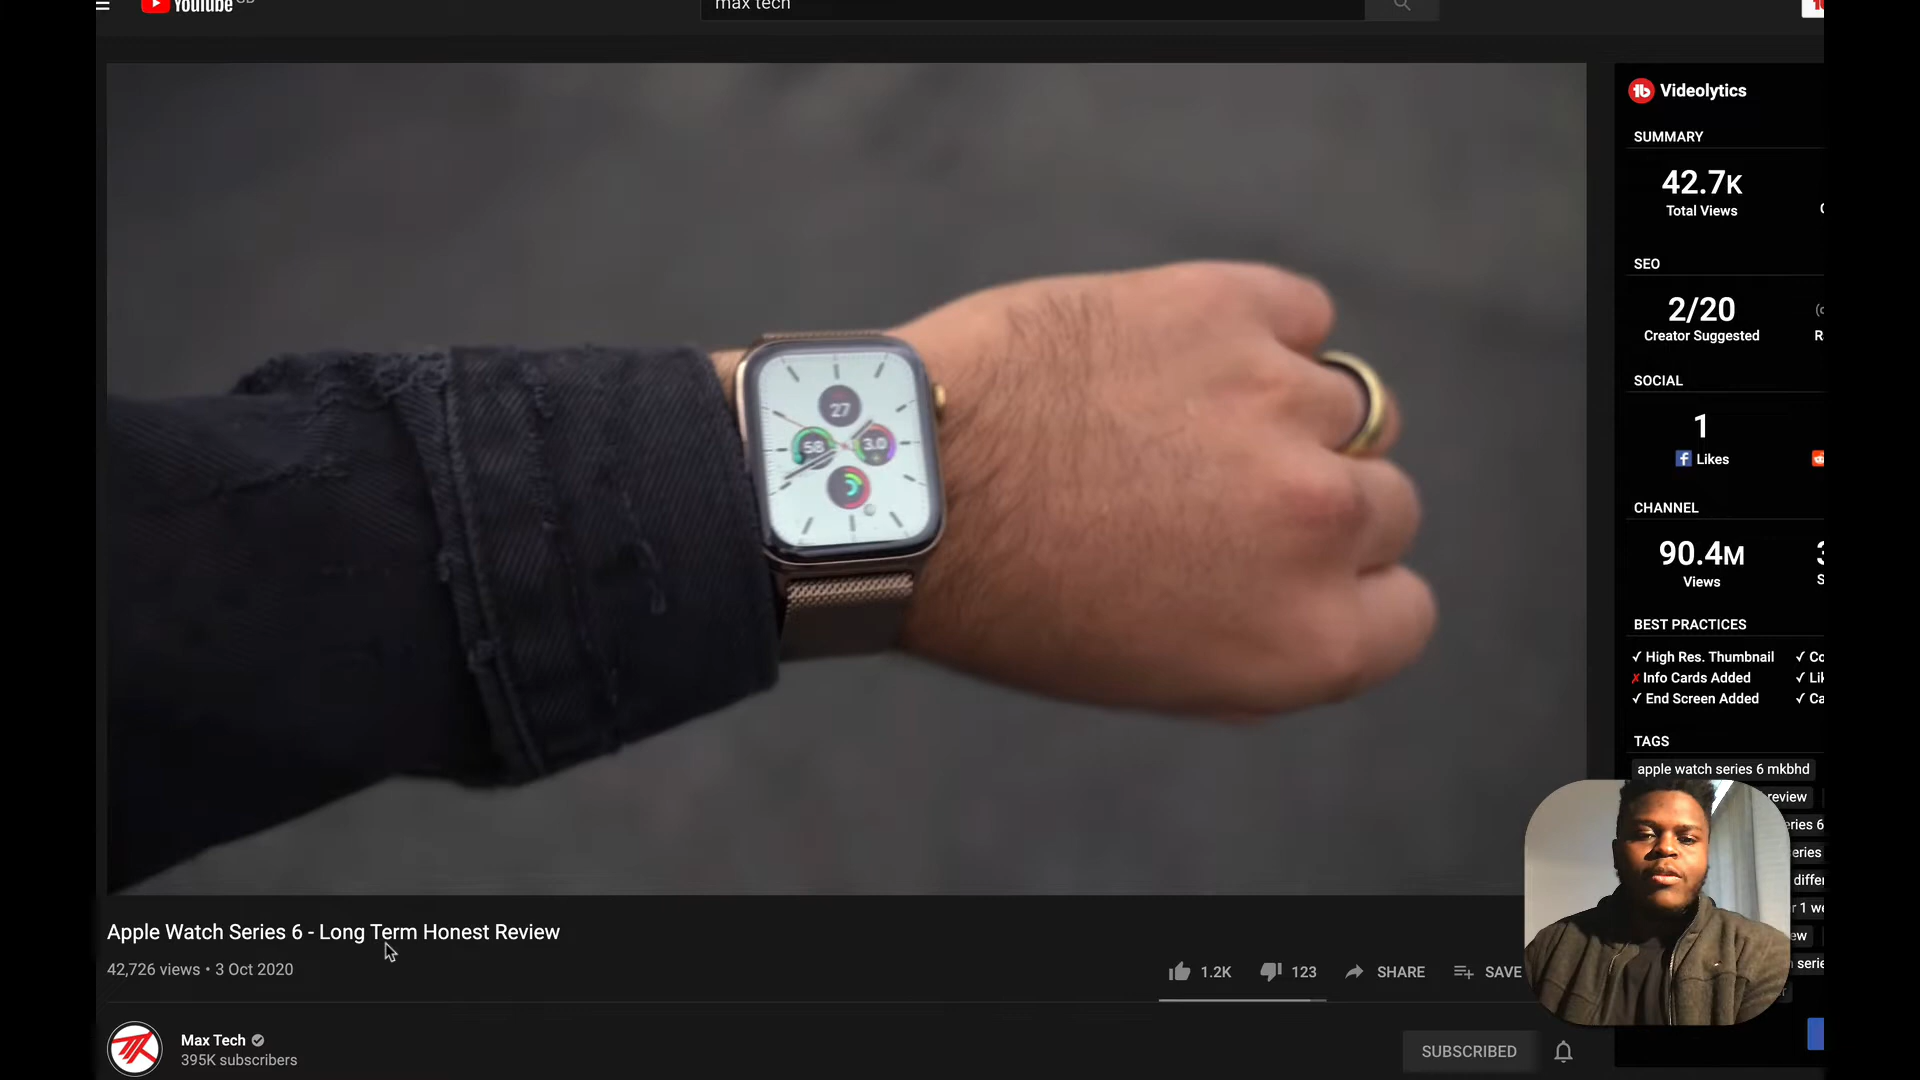 YouTube
max tech
27
58
3.0
Videolytics
SUMMARY
42.7K
Total Views
SEO
2/20
Creator Suggested
SOCIAL
1
Likes
CHANNEL
90.4M
Views
BEST PRACTICES
✓ High Res. Thumbnail
✗ Info Cards Added
✓ End Screen Added
TAGS
apple watch series 6 mkbhd
review
Apple Watch Series 6 - Long Term Honest Review
42,726 views • 3 Oct 2020
1.2K
123
SHARE
SAVE
Max Tech
395K subscribers
SUBSCRIBED